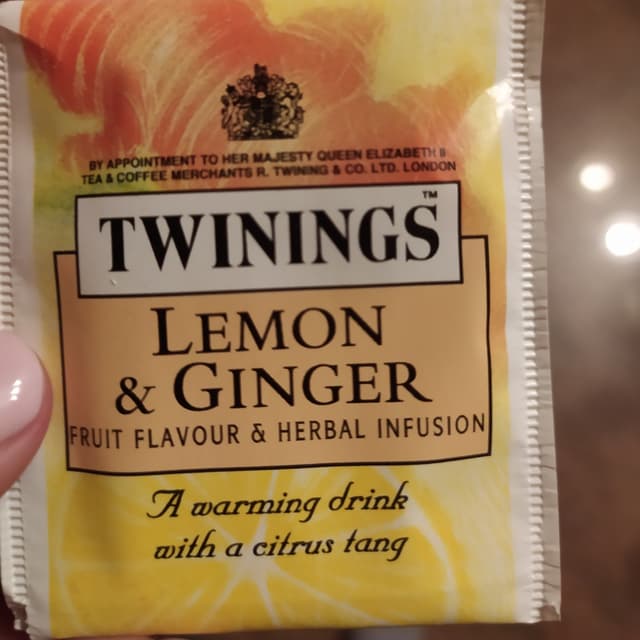 BY APPOINTMENT TO HER MAJESTY QUEEN ELIZABETH II
TEA & COFFEE MERCHANTS R. TWINING & CO. LTD. LONDON
TWININGS™
LEMON
& GINGER
FRUIT FLAVOUR & HERBAL INFUSION
A warming drink
with a citrus tang